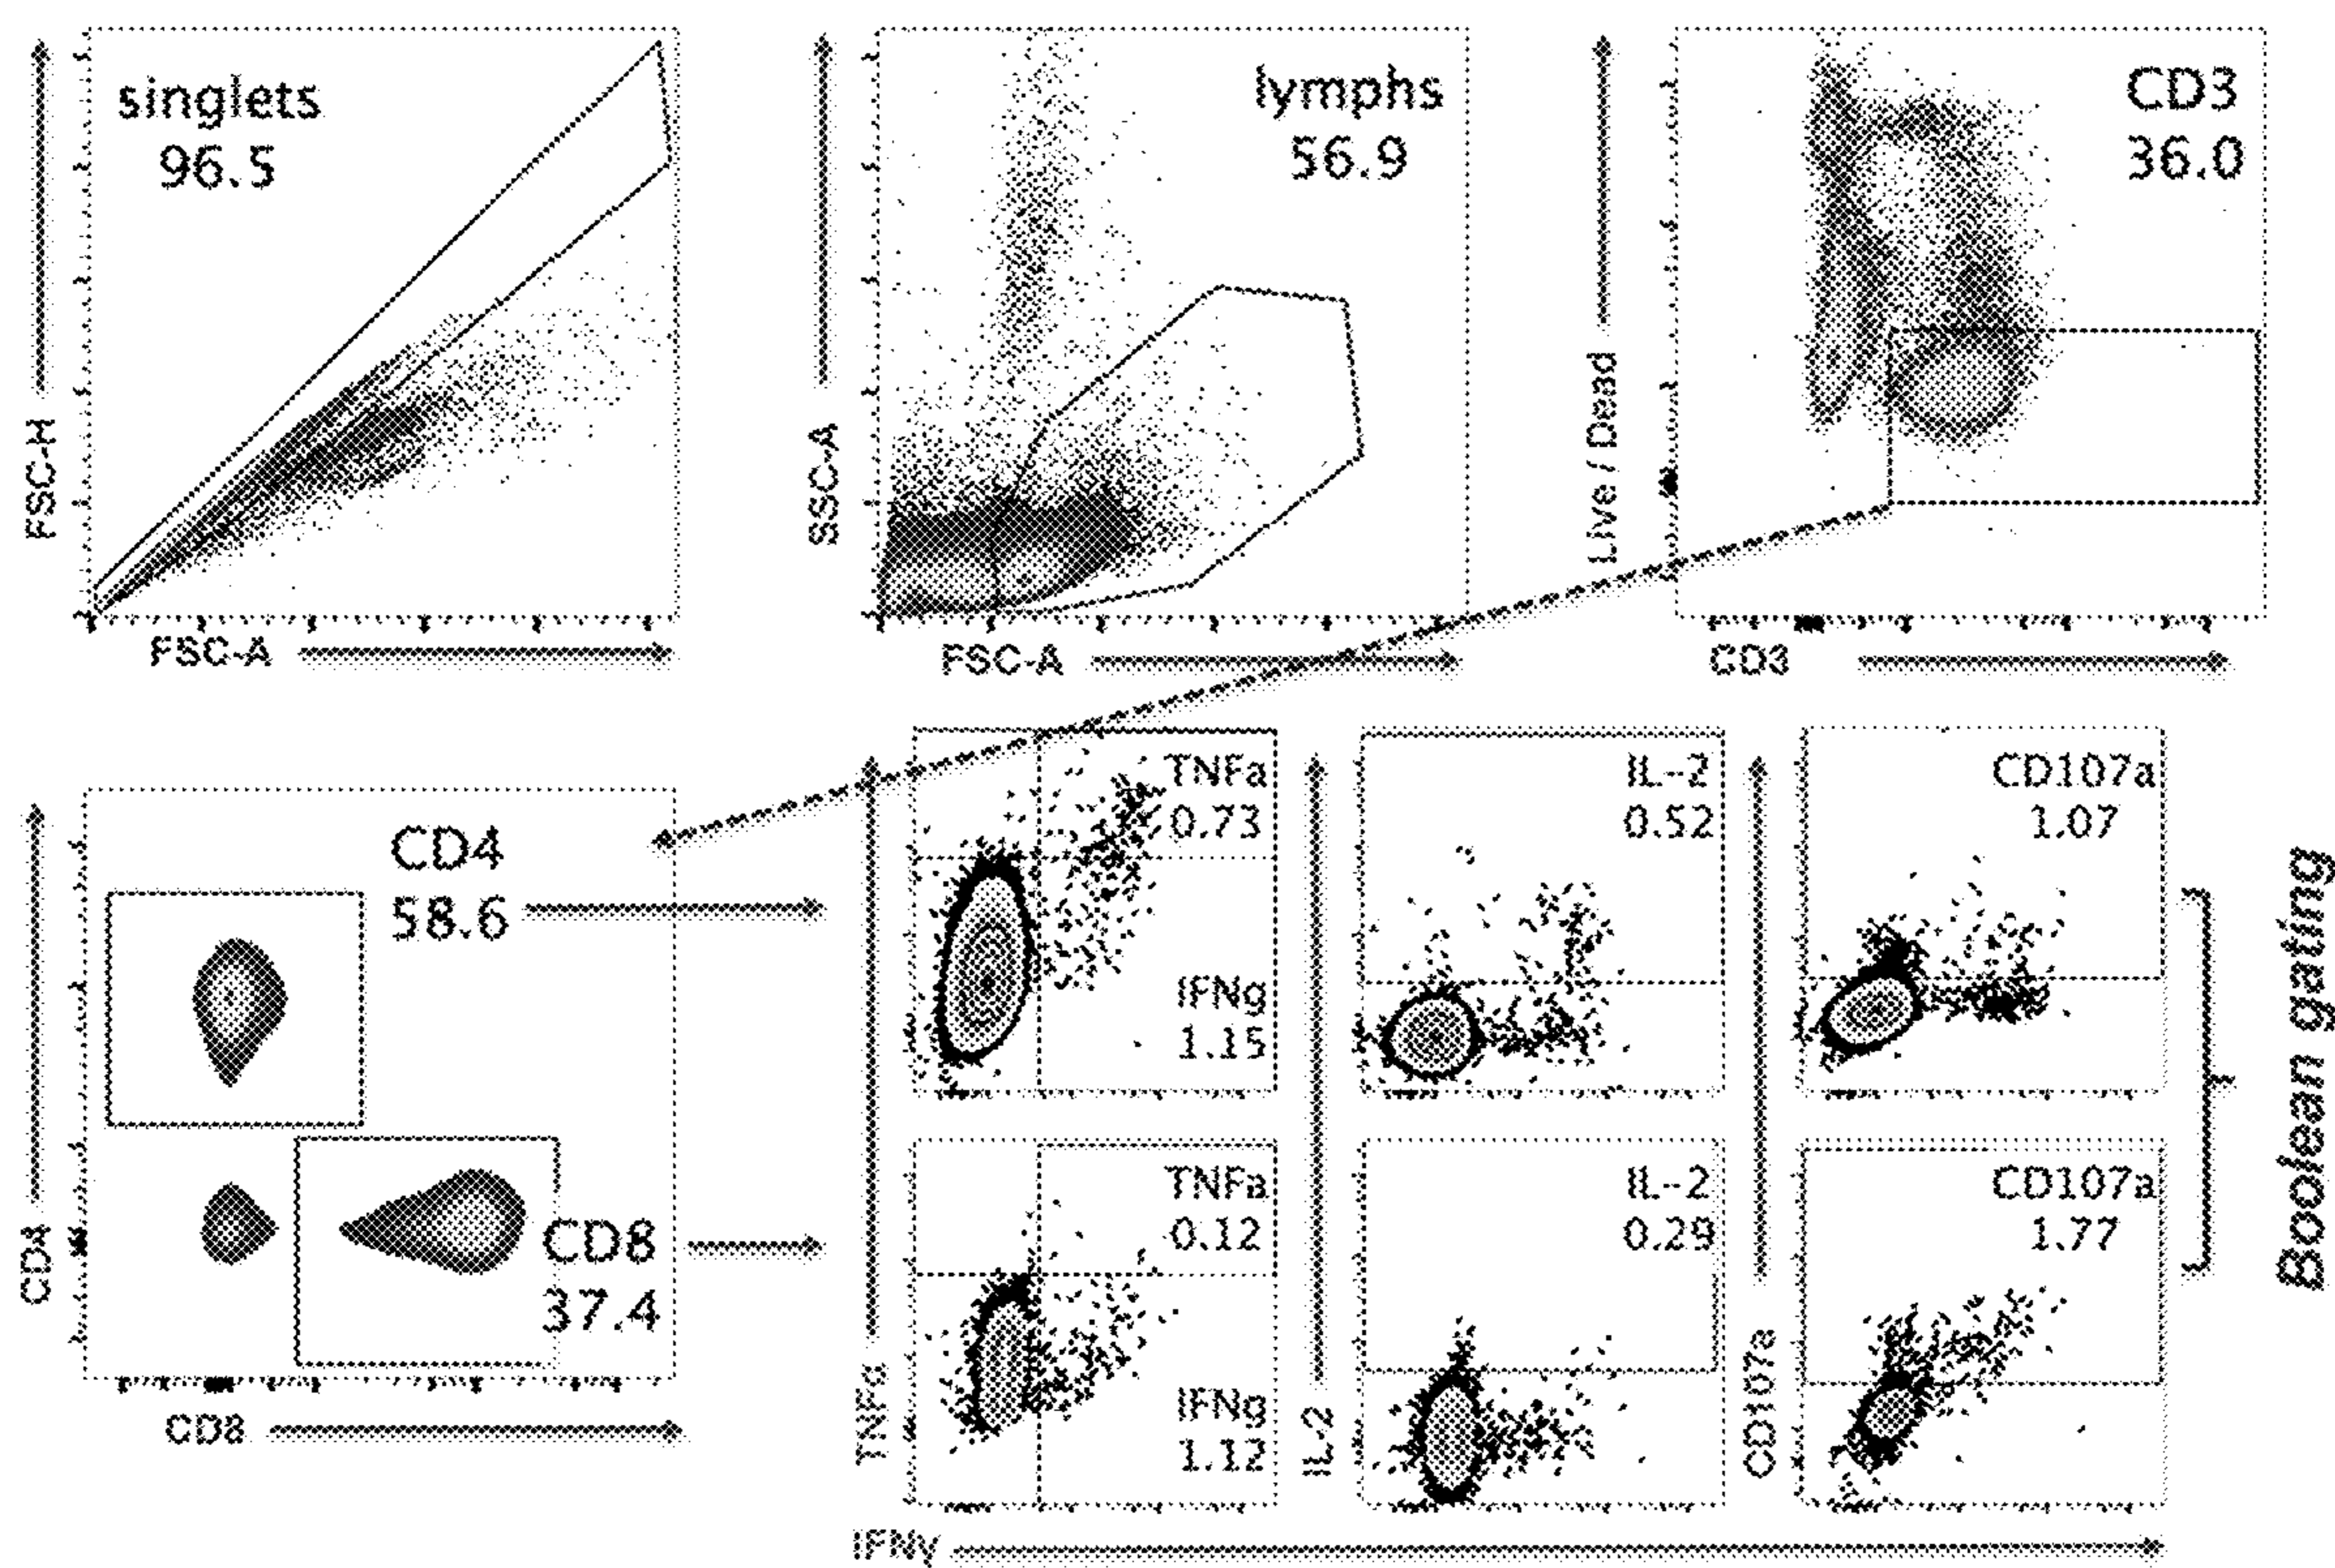 singlets
96.5
FSC-H
FSC-A
lymphs
56.9
SSC-A
FSC-A
CD3
36.0
Live / Dead
CD3
CD4
58.6
CD8
37.4
CD4
CD8
TNFa
0.73
IFNg
1.15
IL-2
0.52
CD107a
1.07
TNFa
0.12
IFNg
1.12
IL-2
0.29
CD107a
1.77
TNFα
IL-2
CD107a
IFNγ
Boolean gating